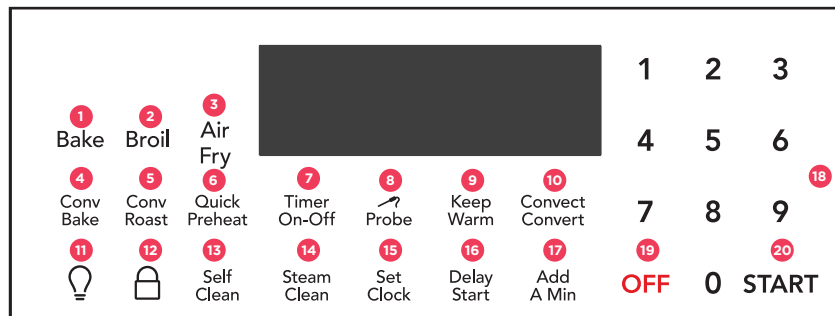 1 2 3
1 2 3
Bake Broil Air
Fry
4 5 6
4 5 6 7 8 9 10
Conv Conv Quick Timer Probe Keep Convect
Bake Roast Preheat On-Off Warm Convert
18
7 8 9
11 12 13 14 15 16 17 19 20
Self Steam Set Delay Add
Clean Clean Clock Start A Min
OFF 0 START